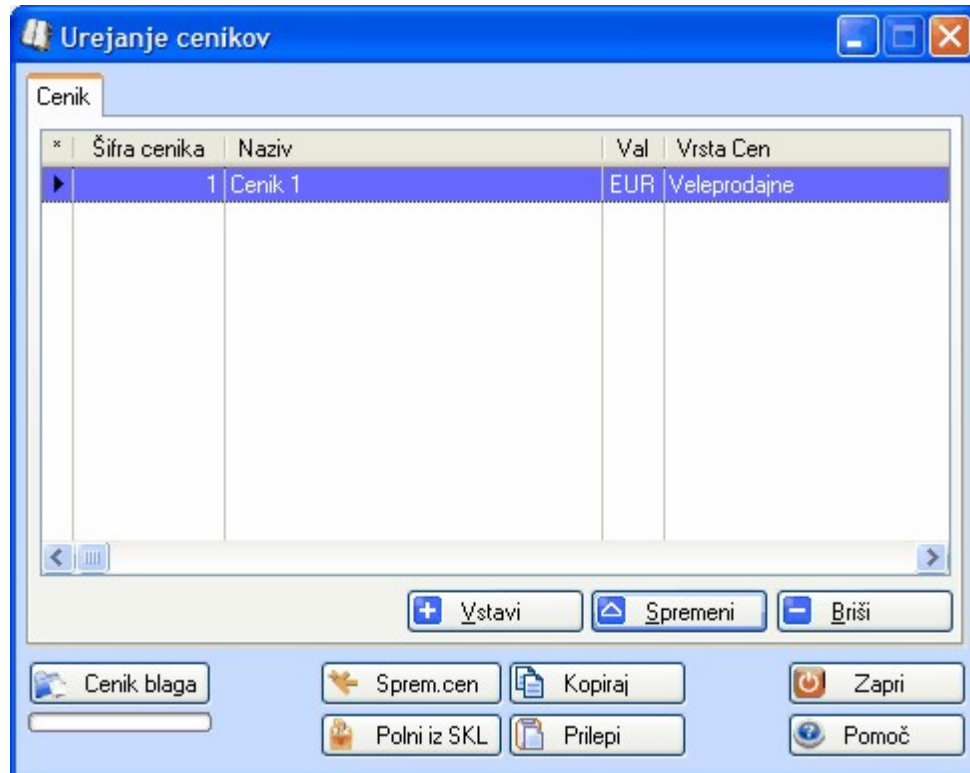 Urejanje cenikov
Cenik
* Šifra cenika Naziv Val Vrsta Cen
1 Cenik 1 EUR Veleprodajne
Vstavi Spremeni Briši
Cenik blaga Sprem.cen Kopiraj Zapri
Polni iz SKL Prilepi Pomoč